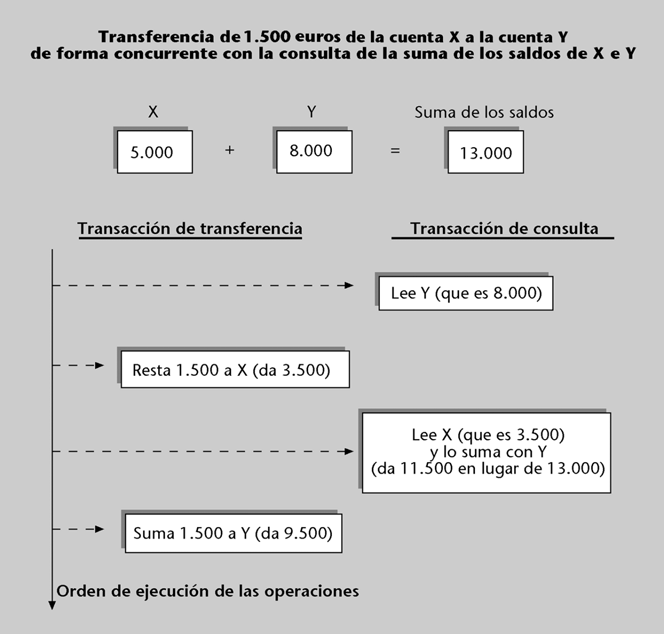 Transferencia de 1.500 euros de la cuenta X a la cuenta Y
de forma concurrente con la consulta de la suma de los saldos de X e Y
X Y Suma de los saldos
5.000 + 8.000 = 13.000
Transacción de transferencia Transacción de consulta
Lee Y (que es 8.000)
Resta 1.500 a X (da 3.500)
Lee X (que es 3.500)
y lo suma con Y
(da 11.500 en lugar de 13.000)
Suma 1.500 a Y (da 9.500)
Orden de ejecución de las operaciones